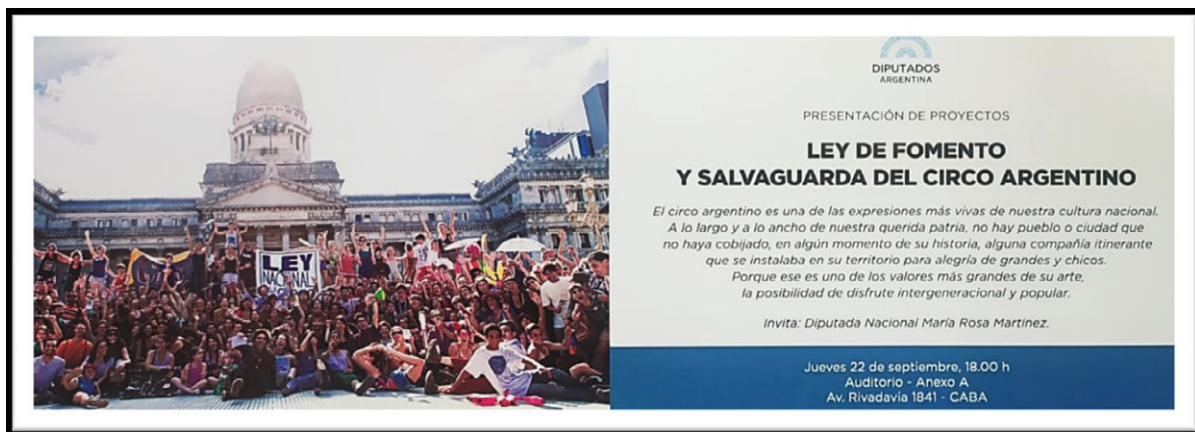 LEY
NACIONAL
DIPUTADOS
ARGENTINA
PRESENTACIÓN DE PROYECTOS
LEY DE FOMENTO
Y SALVAGUARDA DEL CIRCO ARGENTINO
El circo argentino es una de las expresiones más vivas de nuestra cultura nacional.
A lo largo y a lo ancho de nuestra querida patria, no hay pueblo o ciudad que
no haya cobijado, en algún momento de su historia, alguna compañía itinerante
que se instalaba en su territorio para alegría de grandes y chicos.
Porque ese es uno de los valores más grandes de su arte,
la posibilidad de disfrute intergeneracional y popular.
Invita: Diputada Nacional María Rosa Martínez.
Jueves 22 de septiembre, 18.00 h
Auditorio - Anexo A
Av. Rivadavia 1841 - CABA